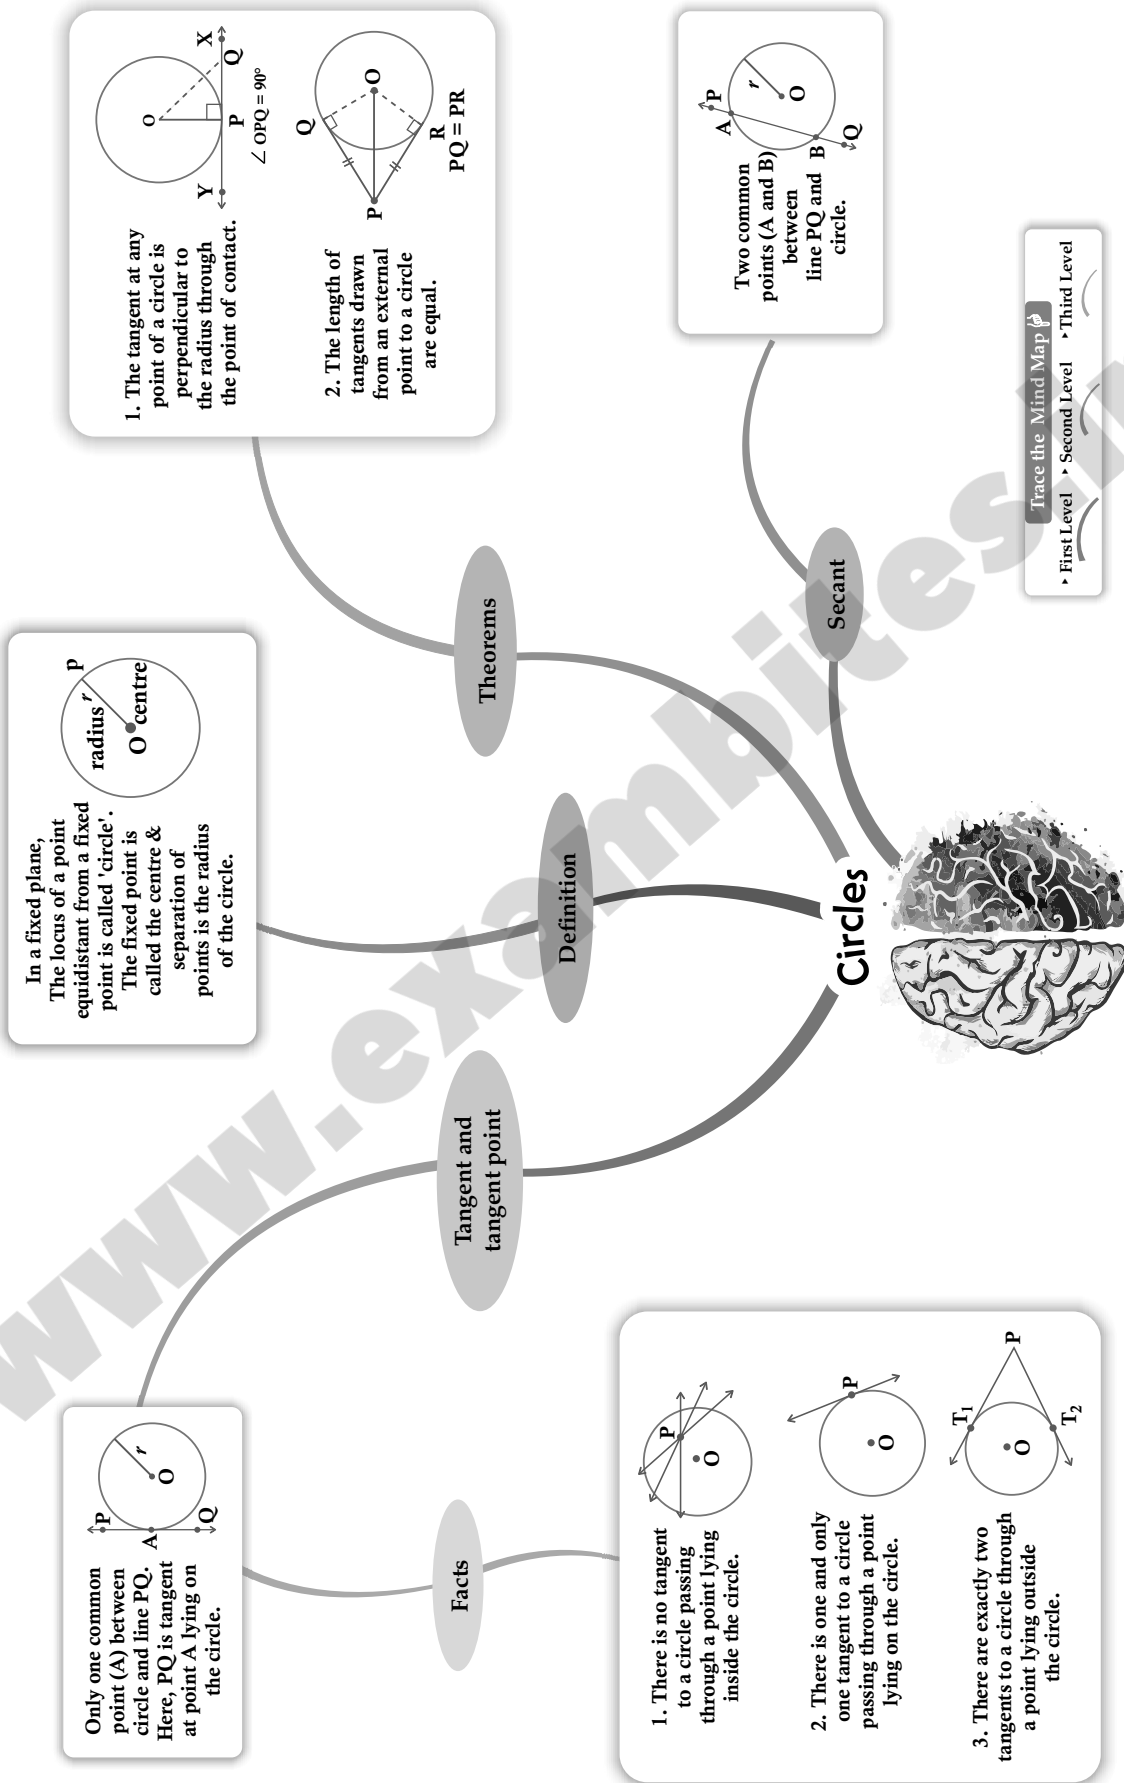 Only one common
point (A) between
circle and line PQ.
Here, PQ is tangent
at point A lying on
the circle.
P
A
Q
O
r
In a fixed plane,
The locus of a point
equidistant from a fixed
point is called 'circle'.
The fixed point is
called the centre &
separation of
points is the radius
of the circle.
radius r
p
O centre
1. The tangent at any
point of a circle is
perpendicular to
the radius through
the point of contact.
O
Y
P
Q
X
∠ OPQ = 90°
2. The length of
tangents drawn
from an external
point to a circle
are equal.
Q
P
O
R
PQ = PR
Facts
Tangent and
tangent point
Definition
Theorems
1. There is no tangent
to a circle passing
through a point lying
inside the circle.
P
O
2. There is one and only
one tangent to a circle
passing through a point
lying on the circle.
P
O
3. There are exactly two
tangents to a circle through
a point lying outside
the circle.
T1
O
P
T2
Circles
Secant
Two common
points (A and B)
between
line PQ and
circle.
A
P
r
O
B
Q
Trace the Mind Map
‣ First Level ‣ Second Level ‣ Third Level
www.exambites.in